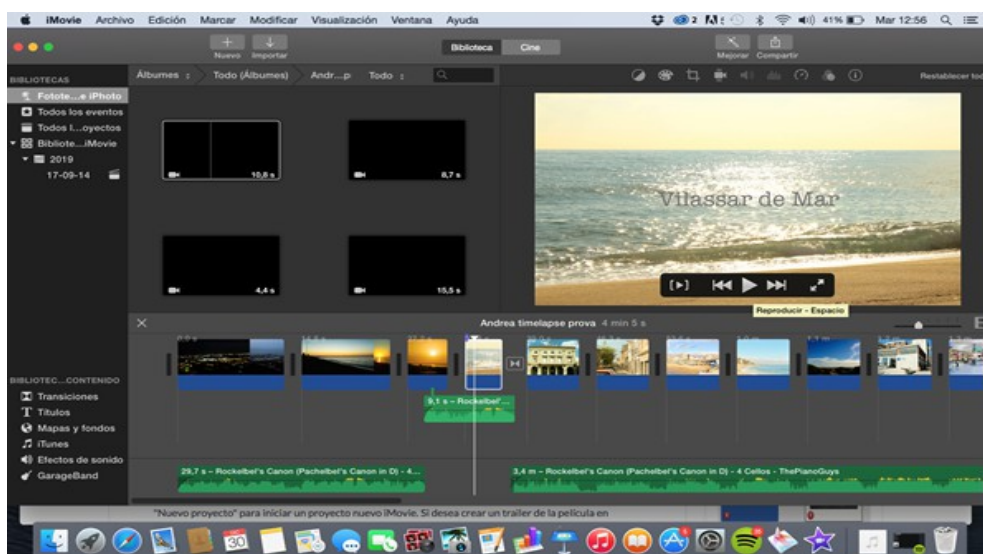 iMovie Archivo Edición Marcar Modificar Visualización Ventana Ayuda
2 41% Mar 12:56
Nuevo Importar
Biblioteca Cine
Mejorar Compartir
BIBLIOTECAS
Álbumes Todo (Álbumes) Andr...p Todo
Restablecer tod
Fotote...e iPhoto
Todos los eventos
Todos l...oyectos
Bibliote...iMovie
2019
17-09-14
10,8 s
8,7 s
4,4 s
15,5 s
Vilassar de Mar
Reproducir - Espacio
Andrea timelapse prova 4 min 5 s
BIBLIOTEC...CONTENIDO
Transiciones
T Títulos
Mapas y fondos
iTunes
Efectos de sonido
GarageBand
9,1 s – Rockelbel'...
29,7 s – Rockelbel's Canon (Pachelbel's Canon in D) - 4...
3,4 m – Rockelbel's Canon (Pachelbel's Canon in D) - 4 Cellos - ThePianoGuys
"Nuevo proyecto" para iniciar un proyecto nuevo iMovie. Si desea crear un trailer de la película en
30